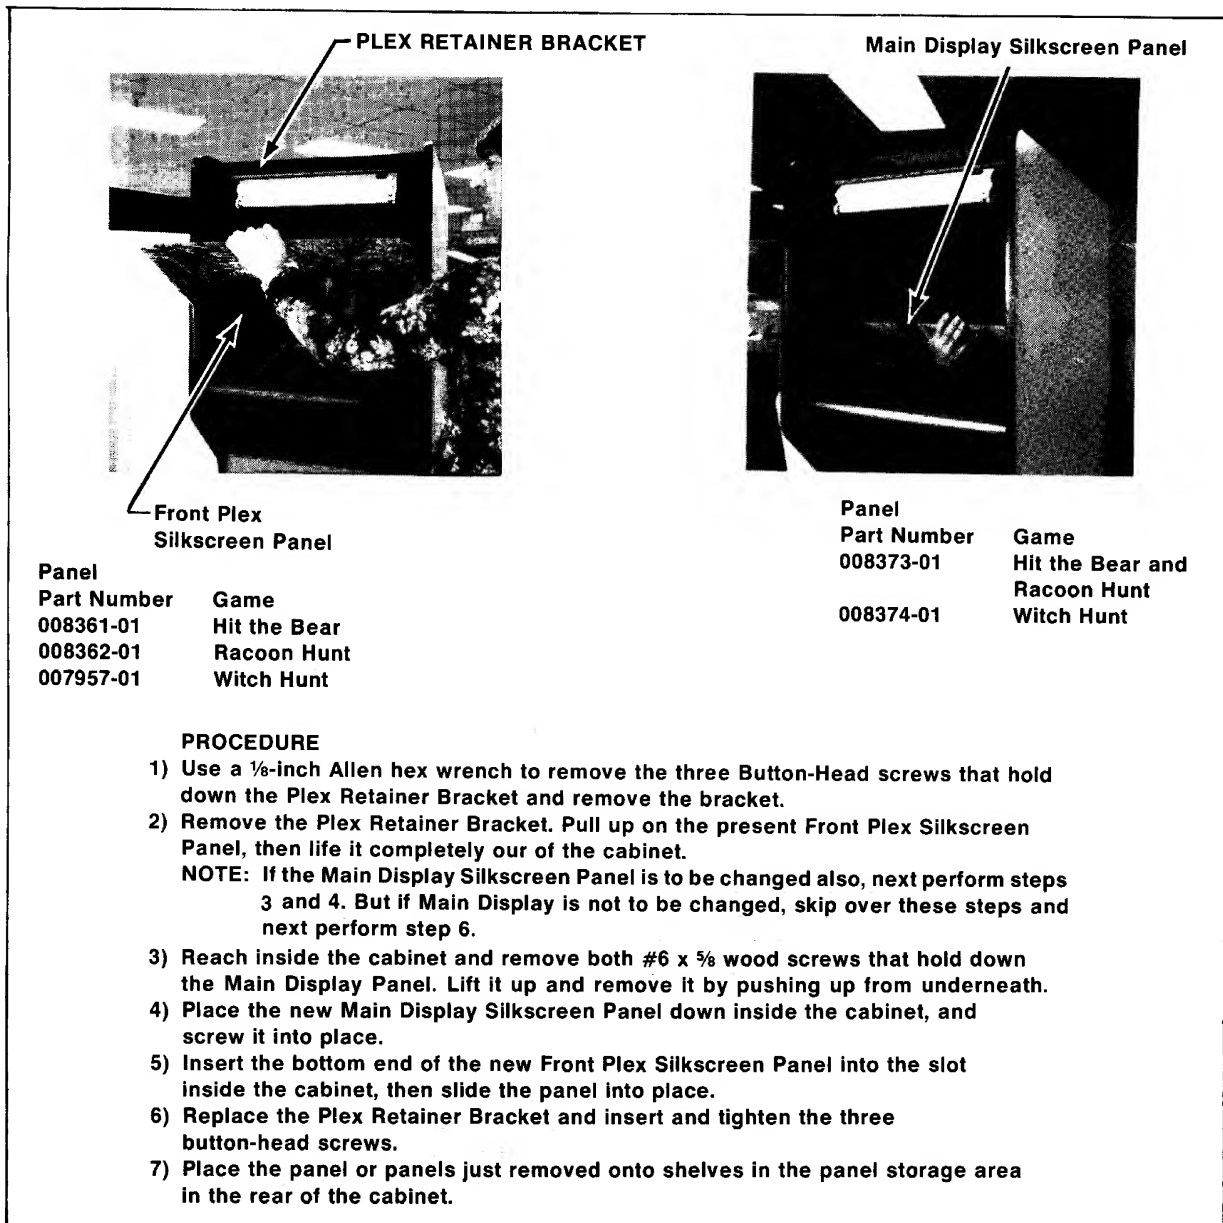 PLEX RETAINER BRACKET
Main Display Silkscreen Panel
Front Plex
Silkscreen Panel
Panel
Part Number Game
008361-01 Hit the Bear
008362-01 Racoon Hunt
007957-01 Witch Hunt
Panel
Part Number Game
008373-01 Hit the Bear and
Racoon Hunt
008374-01 Witch Hunt
PROCEDURE
1) Use a ⅛-inch Allen hex wrench to remove the three Button-Head screws that hold
down the Plex Retainer Bracket and remove the bracket.
2) Remove the Plex Retainer Bracket. Pull up on the present Front Plex Silkscreen
Panel, then life it completely our of the cabinet.
NOTE: If the Main Display Silkscreen Panel is to be changed also, next perform steps
3 and 4. But if Main Display is not to be changed, skip over these steps and
next perform step 6.
3) Reach inside the cabinet and remove both #6 x ⅝ wood screws that hold down
the Main Display Panel. Lift it up and remove it by pushing up from underneath.
4) Place the new Main Display Silkscreen Panel down inside the cabinet, and
screw it into place.
5) Insert the bottom end of the new Front Plex Silkscreen Panel into the slot
inside the cabinet, then slide the panel into place.
6) Replace the Plex Retainer Bracket and insert and tighten the three
button-head screws.
7) Place the panel or panels just removed onto shelves in the panel storage area
in the rear of the cabinet.